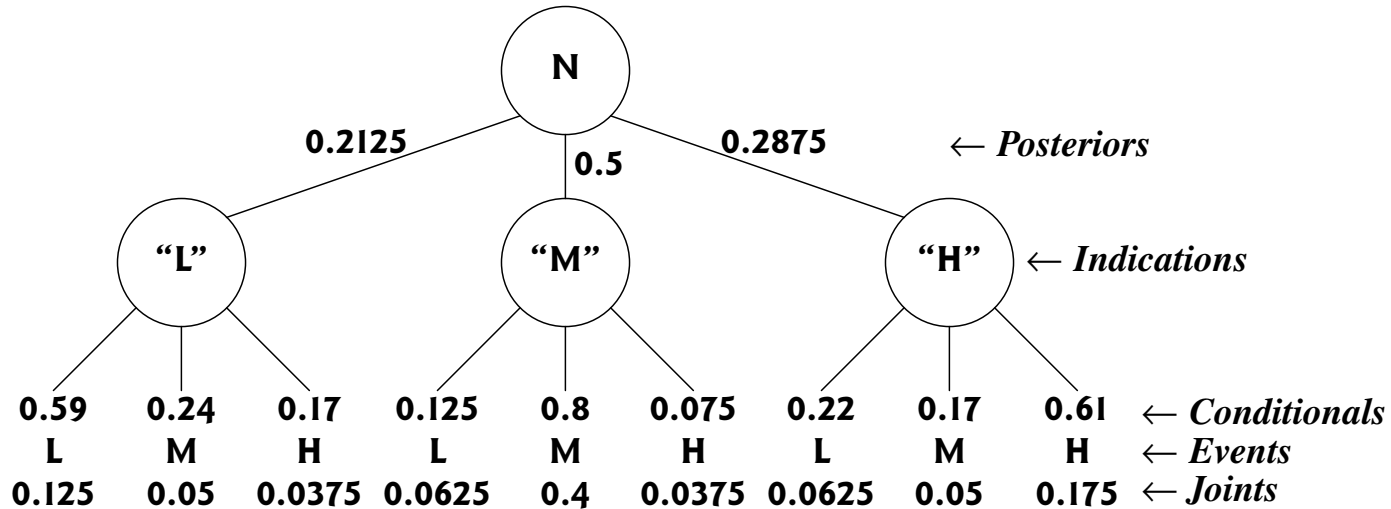 N
0.2125 0.5 0.2875 ← Posteriors
“L” “M” “H” ← Indications
0.59 0.24 0.17 0.125 0.8 0.075 0.22 0.17 0.61 ← Conditionals
L M H L M H L M H ← Events
0.125 0.05 0.0375 0.0625 0.4 0.0375 0.0625 0.05 0.175 ← Joints